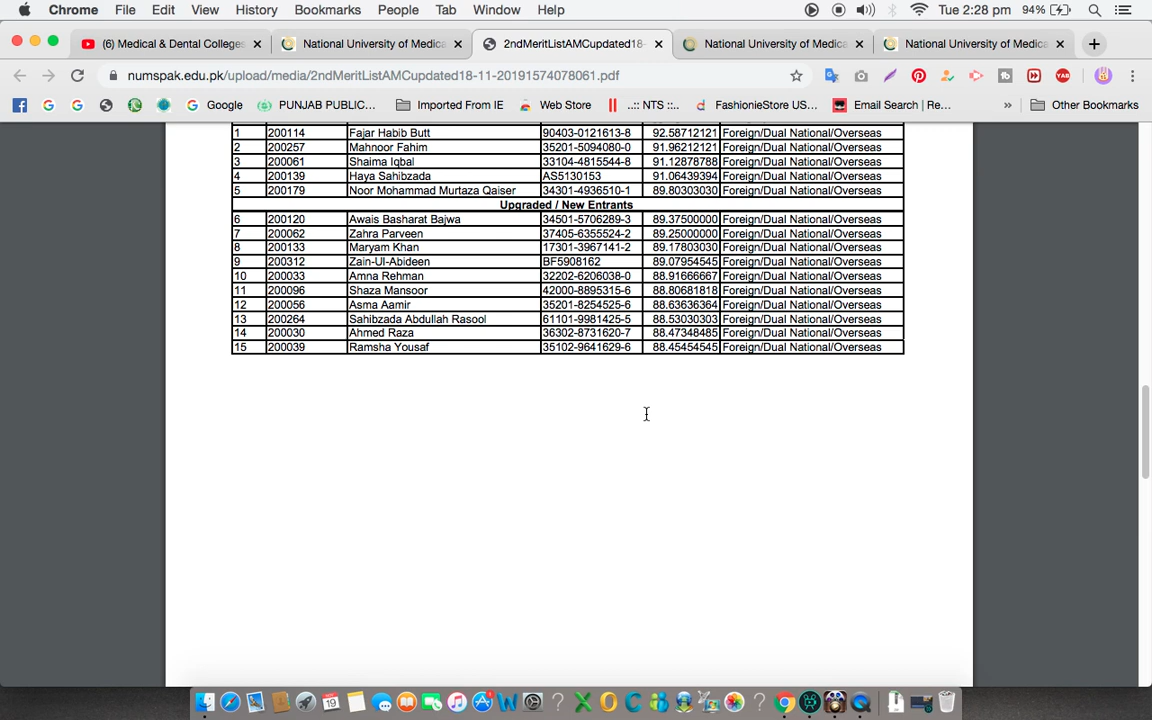 Chrome File Edit View History Bookmarks People Tab Window Help Tue 2:28 pm 94%
(6) Medical & Dental Colleges National University of Medica 2ndMeritListAMCupdated18- National University of Medica National University of Medica
numspak.edu.pk/upload/media/2ndMeritListAMCupdated18-11-20191574078061.pdf
Google PUNJAB PUBLIC... Imported From IE Web Store ..:: NTS ::.. FashionieStore US... Email Search | Re... » Other Bookmarks
1 200114 Fajar Habib Butt 90403-0121613-8 92.58712121 Foreign/Dual National/Overseas
2 200257 Mahnoor Fahim 35201-5094080-0 91.96212121 Foreign/Dual National/Overseas
3 200061 Shaima Iqbal 33104-4815544-8 91.12878788 Foreign/Dual National/Overseas
4 200139 Haya Sahibzada AS5130153 91.06439394 Foreign/Dual National/Overseas
5 200179 Noor Mohammad Murtaza Qaiser 34301-4936510-1 89.80303030 Foreign/Dual National/Overseas
Upgraded / New Entrants
6 200120 Awais Basharat Bajwa 34501-5706289-3 89.37500000 Foreign/Dual National/Overseas
7 200062 Zahra Parveen 37405-6355524-2 89.25000000 Foreign/Dual National/Overseas
8 200133 Maryam Khan 17301-3967141-2 89.17803030 Foreign/Dual National/Overseas
9 200312 Zain-Ul-Abideen BF5908162 89.07954545 Foreign/Dual National/Overseas
10 200033 Amna Rehman 32202-6206038-0 88.91666667 Foreign/Dual National/Overseas
11 200096 Shaza Mansoor 42000-8895315-6 88.80681818 Foreign/Dual National/Overseas
12 200056 Asma Aamir 35201-8254525-6 88.63636364 Foreign/Dual National/Overseas
13 200264 Sahibzada Abdullah Rasool 61101-9981425-5 88.53030303 Foreign/Dual National/Overseas
14 200030 Ahmed Raza 36302-8731620-7 88.47348485 Foreign/Dual National/Overseas
15 200039 Ramsha Yousaf 35102-9641629-6 88.45454545 Foreign/Dual National/Overseas